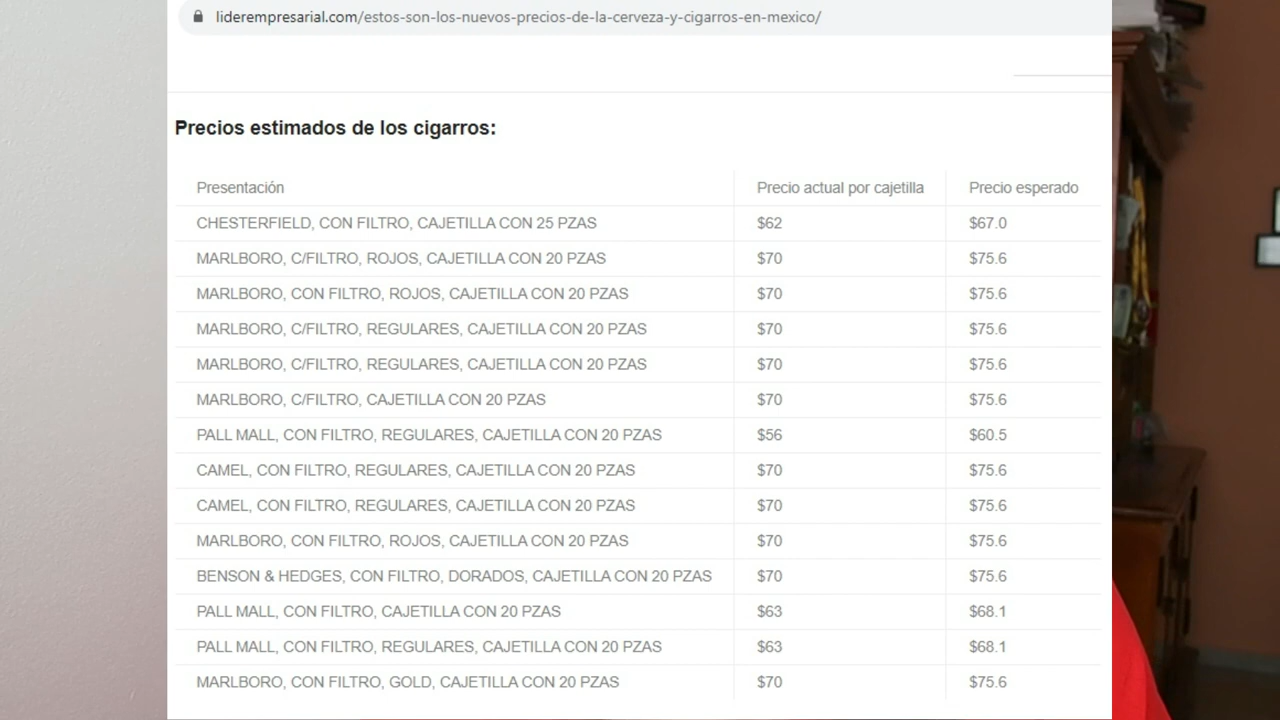 liderempresarial.com/estos-son-los-nuevos-precios-de-la-cerveza-y-cigarros-en-mexico/
Precios estimados de los cigarros:
Presentación Precio actual por cajetilla Precio esperado
CHESTERFIELD, CON FILTRO, CAJETILLA CON 25 PZAS $62 $67.0
MARLBORO, C/FILTRO, ROJOS, CAJETILLA CON 20 PZAS $70 $75.6
MARLBORO, CON FILTRO, ROJOS, CAJETILLA CON 20 PZAS $70 $75.6
MARLBORO, C/FILTRO, REGULARES, CAJETILLA CON 20 PZAS $70 $75.6
MARLBORO, C/FILTRO, REGULARES, CAJETILLA CON 20 PZAS $70 $75.6
MARLBORO, C/FILTRO, CAJETILLA CON 20 PZAS $70 $75.6
PALL MALL, CON FILTRO, REGULARES, CAJETILLA CON 20 PZAS $56 $60.5
CAMEL, CON FILTRO, REGULARES, CAJETILLA CON 20 PZAS $70 $75.6
CAMEL, CON FILTRO, REGULARES, CAJETILLA CON 20 PZAS $70 $75.6
MARLBORO, CON FILTRO, ROJOS, CAJETILLA CON 20 PZAS $70 $75.6
BENSON & HEDGES, CON FILTRO, DORADOS, CAJETILLA CON 20 PZAS $70 $75.6
PALL MALL, CON FILTRO, CAJETILLA CON 20 PZAS $63 $68.1
PALL MALL, CON FILTRO, REGULARES, CAJETILLA CON 20 PZAS $63 $68.1
MARLBORO, CON FILTRO, GOLD, CAJETILLA CON 20 PZAS $70 $75.6